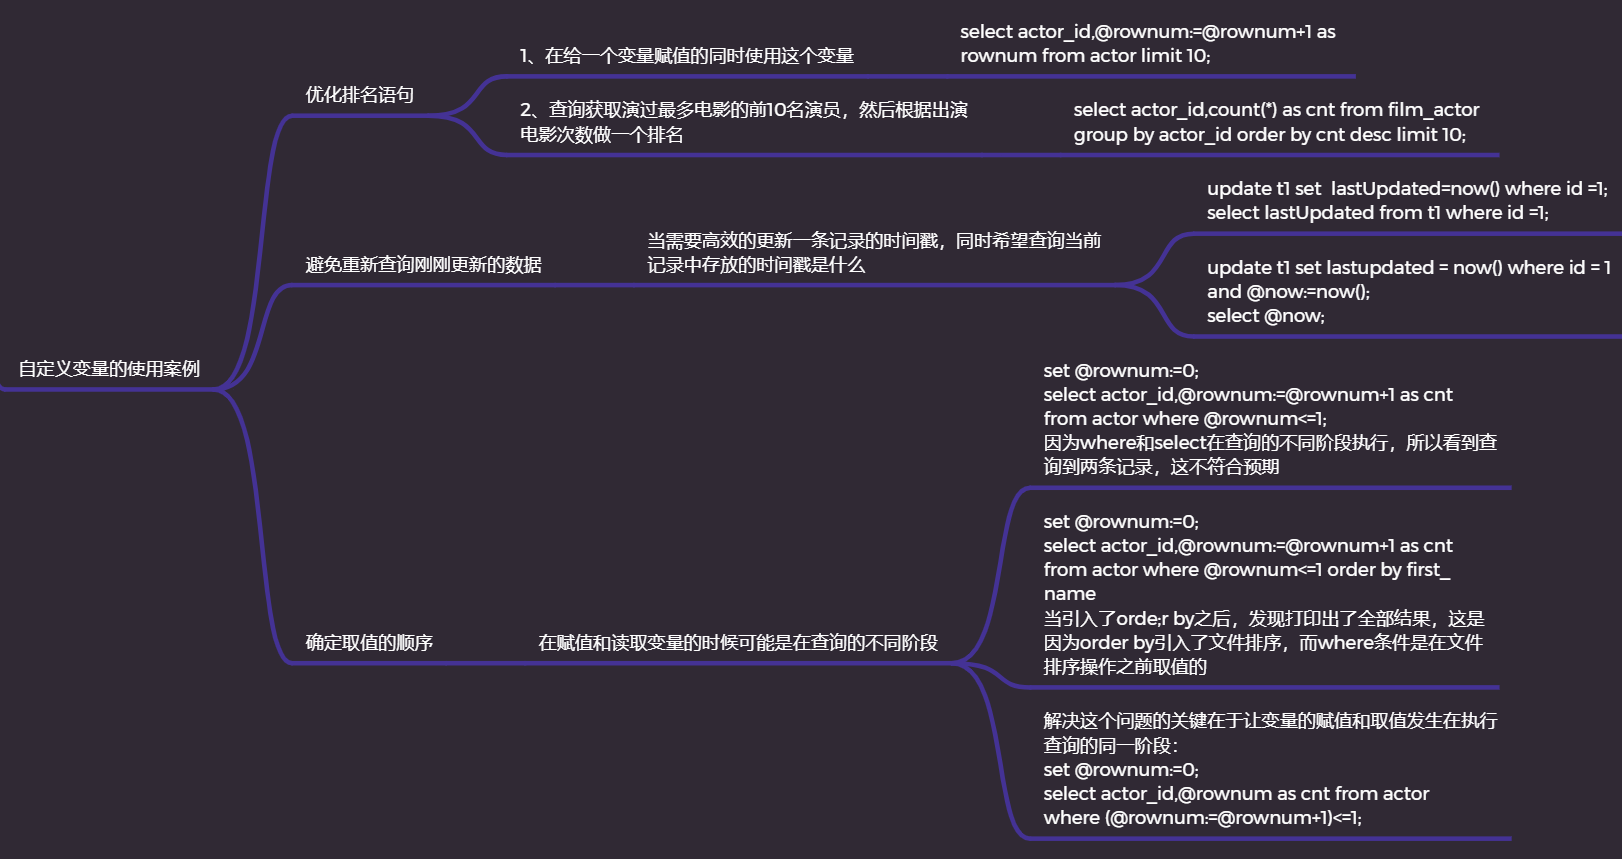 自定义变量的使用案例
优化排名语句
1、在给一个变量赋值的同时使用这个变量
select actor_id,@rownum:=@rownum+1 as
rownum from actor limit 10;
2、查询获取演过最多电影的前10名演员，然后根据出演
电影次数做一个排名
select actor_id,count(*) as cnt from film_actor
group by actor_id order by cnt desc limit 10;
避免重新查询刚刚更新的数据
当需要高效的更新一条记录的时间戳，同时希望查询当前
记录中存放的时间戳是什么
update t1 set  lastUpdated=now() where id =1;
select lastUpdated from t1 where id =1;
update t1 set lastupdated = now() where id = 1
and @now:=now();
select @now;
确定取值的顺序
在赋值和读取变量的时候可能是在查询的不同阶段
set @rownum:=0;
select actor_id,@rownum:=@rownum+1 as cnt
from actor where @rownum<=1;
因为where和select在查询的不同阶段执行，所以看到查
询到两条记录，这不符合预期
set @rownum:=0;
select actor_id,@rownum:=@rownum+1 as cnt
from actor where @rownum<=1 order by first_
name
当引入了orde;r by之后，发现打印出了全部结果，这是
因为order by引入了文件排序，而where条件是在文件
排序操作之前取值的
解决这个问题的关键在于让变量的赋值和取值发生在执行
查询的同一阶段：
set @rownum:=0;
select actor_id,@rownum as cnt from actor
where (@rownum:=@rownum+1)<=1;